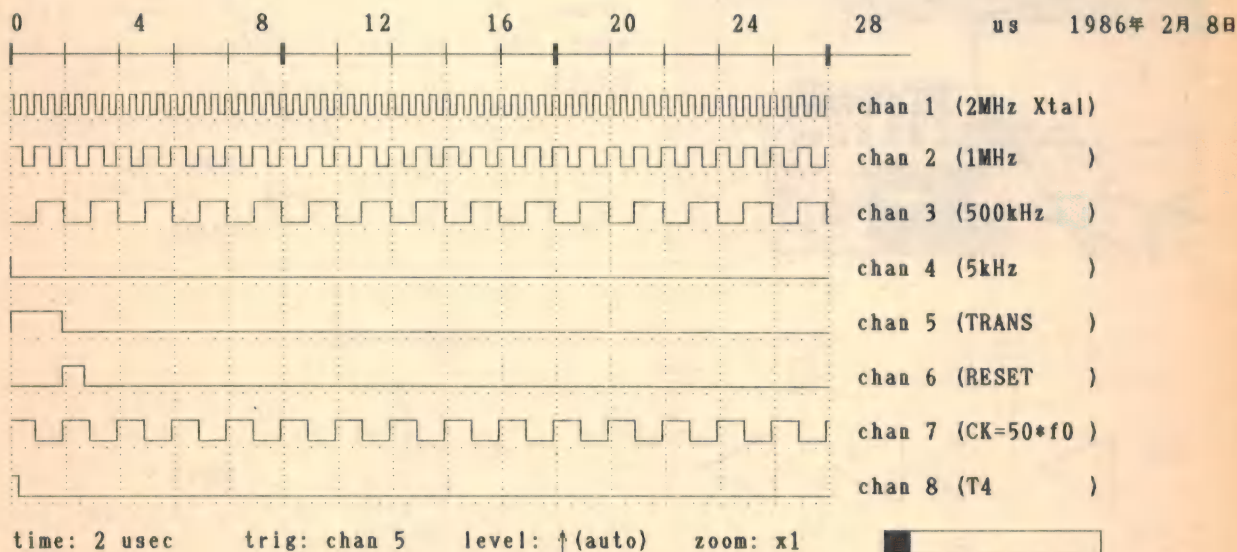 0 4 8 12 16 20 24 28 us 1986年 2月 8日
chan 1 (2MHz Xtal)
chan 2 (1MHz )
chan 3 (500kHz )
chan 4 (5kHz )
chan 5 (TRANS )
chan 6 (RESET )
chan 7 (CK=50*f0 )
chan 8 (T4 )
time: 2 usec trig: chan 5 level: ↑(auto) zoom: x1